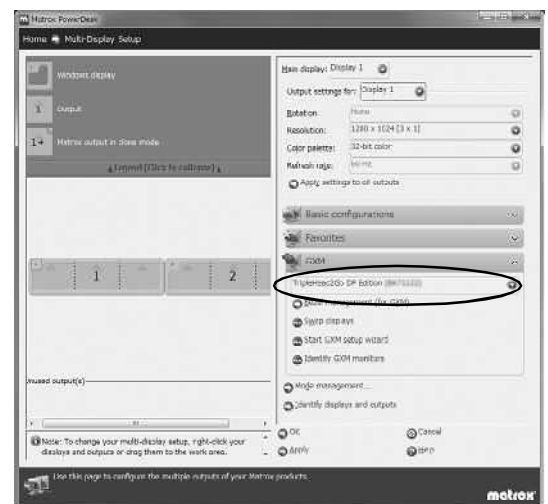 Matrox PowerDesk
Home Multi-Display Setup
Windows display
1 Output
1+ Matrox output in clone mode
Legend (Click to collapse)
1
2
Unused output(s)
Note: To change your multi-display setup, right-click your
displays and outputs or drag them to the work area.
Main display: Display 1
Output settings for: Display 1
Rotation: None
Resolution: 1280 x 1024 [3 x 1]
Color palette: 32-bit color
Refresh rate: 60 Hz
Apply settings to all outputs
Basic configurations
Favorites
GXM
TripleHead2Go DP Edition
Bezel management (for GXM)
Swap displays
Start GXM setup wizard
Identify GXM monitors
Mode management...
Identify displays and outputs
OK
Cancel
Apply
Help
Use this page to configure the multiple outputs of your Matrox products.
matrox